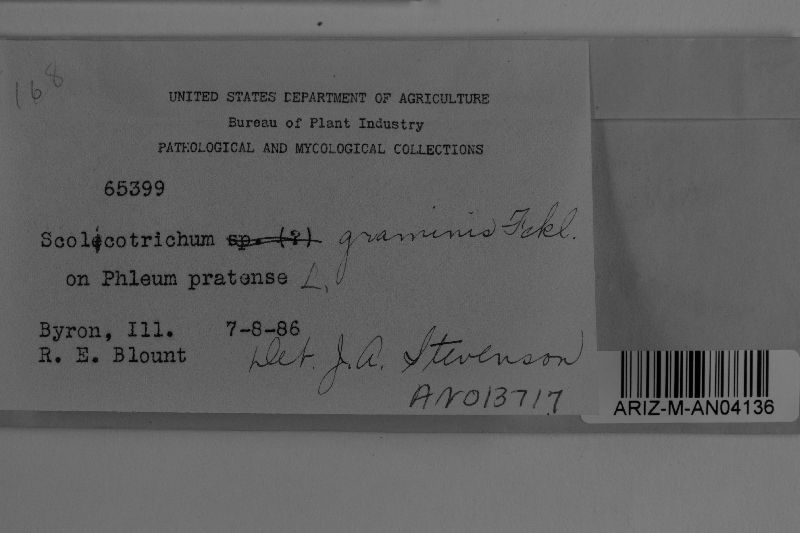 168
UNITED STATES DEPARTMENT OF AGRICULTURE
Bureau of Plant Industry
PATHOLOGICAL AND MYCOLOGICAL COLLECTIONS
65399
Scolecotrichum sp. (?) graminis Fckl.
on Phleum pratense L.
Byron, Ill. 7-8-86
R. E. Blount
Det. J. A. Stevenson
AN013717
ARIZ-M-AN04136